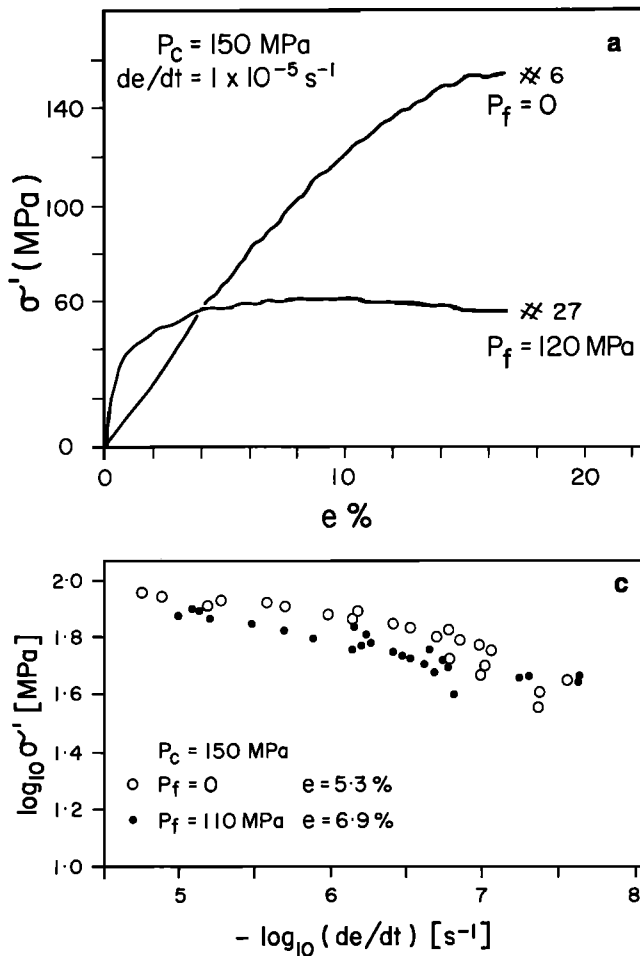 a
P_c = 150 MPa
de/dt = 1 x 10⁻⁵ s⁻¹
# 6
P_f = 0
# 27
P_f = 120 MPa
σ' (MPa)
140
100
60
0
0 10 20
e %
c
log₁₀ σ' [MPa]
2·0
1·8
1·6
1·4
1·2
1·0
P_c = 150 MPa
○ P_f = 0 e = 5·3 %
● P_f = 110 MPa e = 6·9 %
5 6 7 8
- log₁₀ (de/dt) [s⁻¹]